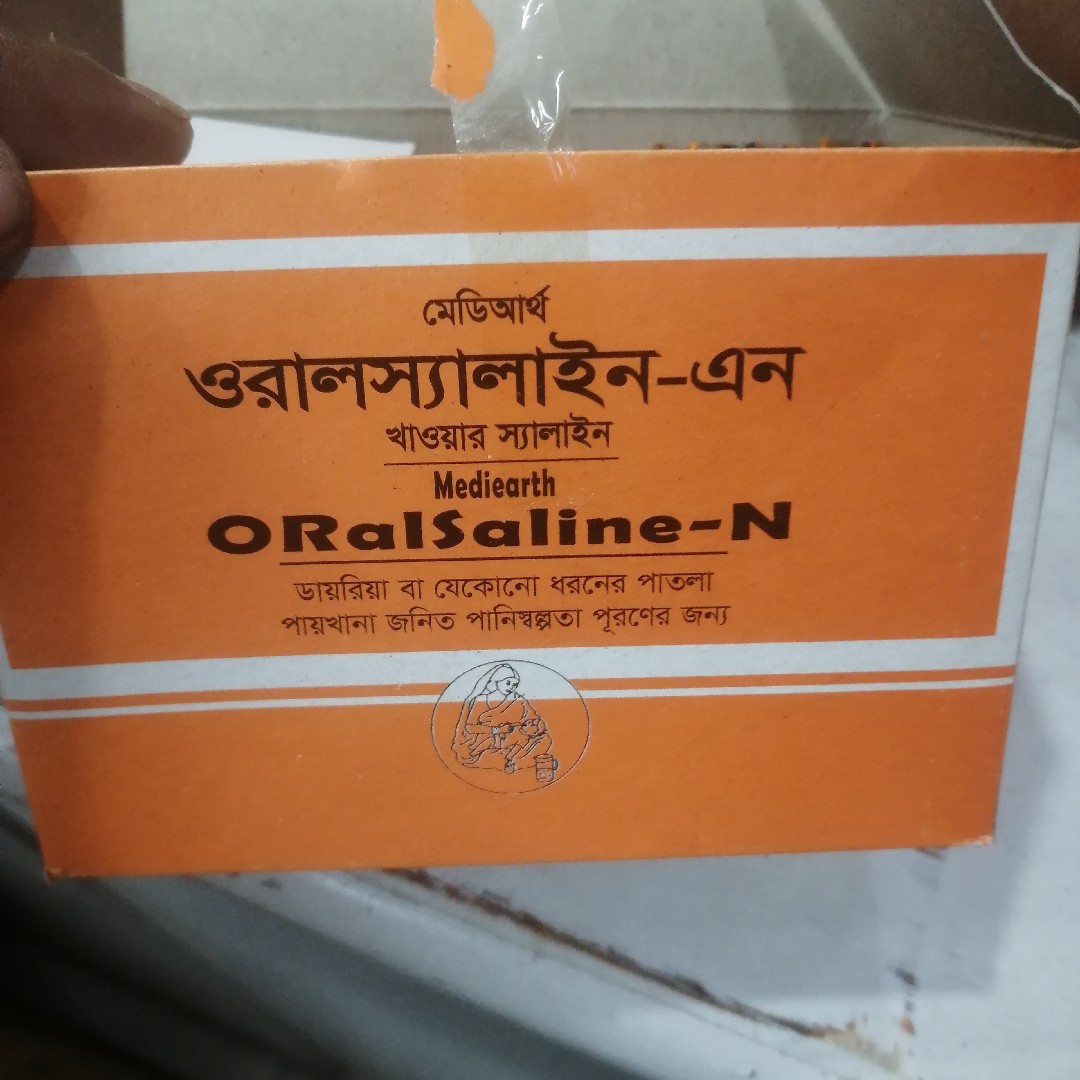 মেডিআর্থ
ওরালস্যালাইন-এন
খাওয়ার স্যালাইন
Mediearth
ORalSaline-N
ডায়রিয়া বা যেকোনো ধরনের পাতলা
পায়খানা জনিত পানিস্বল্পতা পূরণের জন্য